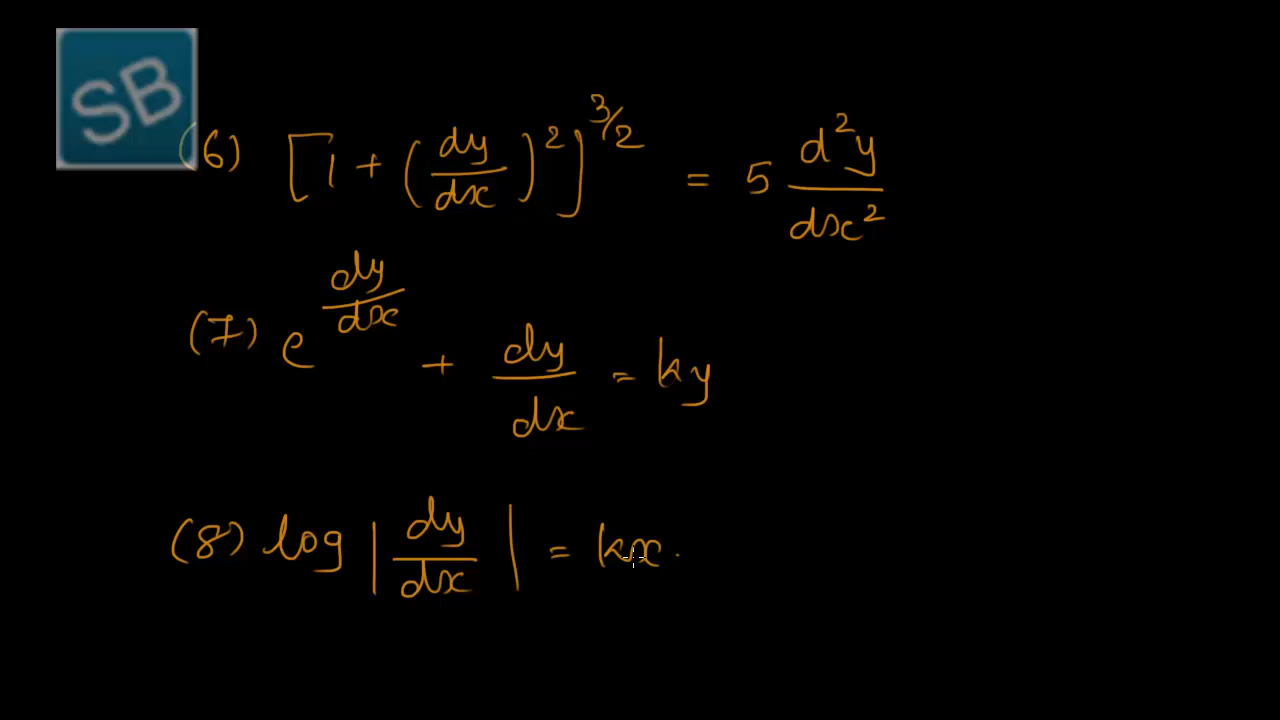 SB
(6) [1 + (dy/dx)²]^3/2 = 5 d²y/dx²
(7) e^dy/dx + dy/dx = ky
(8) log |dy/dx| = kx.